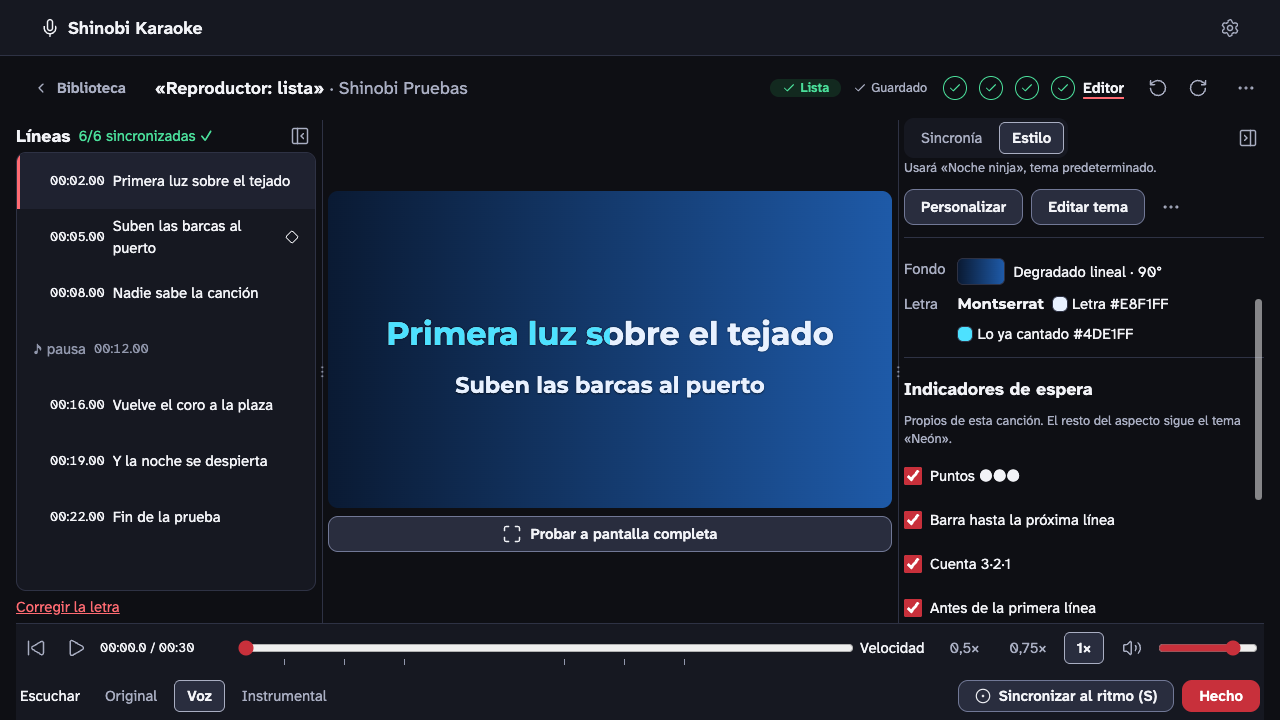 Shinobi Karaoke
Biblioteca
«Reproductor: lista» · Shinobi Pruebas
Lista
Guardado
Editor
Líneas 6/6 sincronizadas
00:02.00 Primera luz sobre el tejado
00:05.00 Suben las barcas al
puerto
00:08.00 Nadie sabe la canción
♪ pausa 00:12.00
00:16.00 Vuelve el coro a la plaza
00:19.00 Y la noche se despierta
00:22.00 Fin de la prueba
Corregir la letra
Primera luz sobre el tejado
Suben las barcas al puerto
Probar a pantalla completa
Sincronía Estilo
Usará «Noche ninja», tema predeterminado.
Personalizar Editar tema
Fondo Degradado lineal · 90°
Letra Montserrat Letra #E8F1FF
Lo ya cantado #4DE1FF
Indicadores de espera
Propios de esta canción. El resto del aspecto sigue el tema
«Neón».
Puntos
Barra hasta la próxima línea
Cuenta 3·2·1
Antes de la primera línea
00:00.0 / 00:30
Velocidad 0,5× 0,75× 1×
Escuchar Original Voz Instrumental
Sincronizar al ritmo (S) Hecho